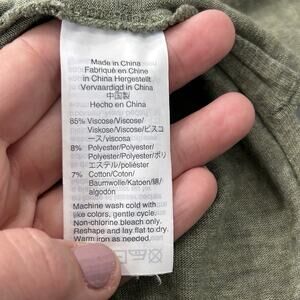 Made in China
Fabriqué en Chine
in China Hergestellt
Vervaardigd in China
中国製
Hecho en China
85% Viscose/Viscose/
Viskose/Viscose/ビスコ
ース/viscosa
8% Polyester/Polyester/
Polyester/Polyester/ポリ
エステル/poliéster
7% Cotton/Coton/
Baumwolle/Katoen/綿/
algodón
Machine wash cold with
like colors, gentle cycle.
Non-chlorine bleach only.
Reshape and lay flat to dry.
Warm iron as needed.